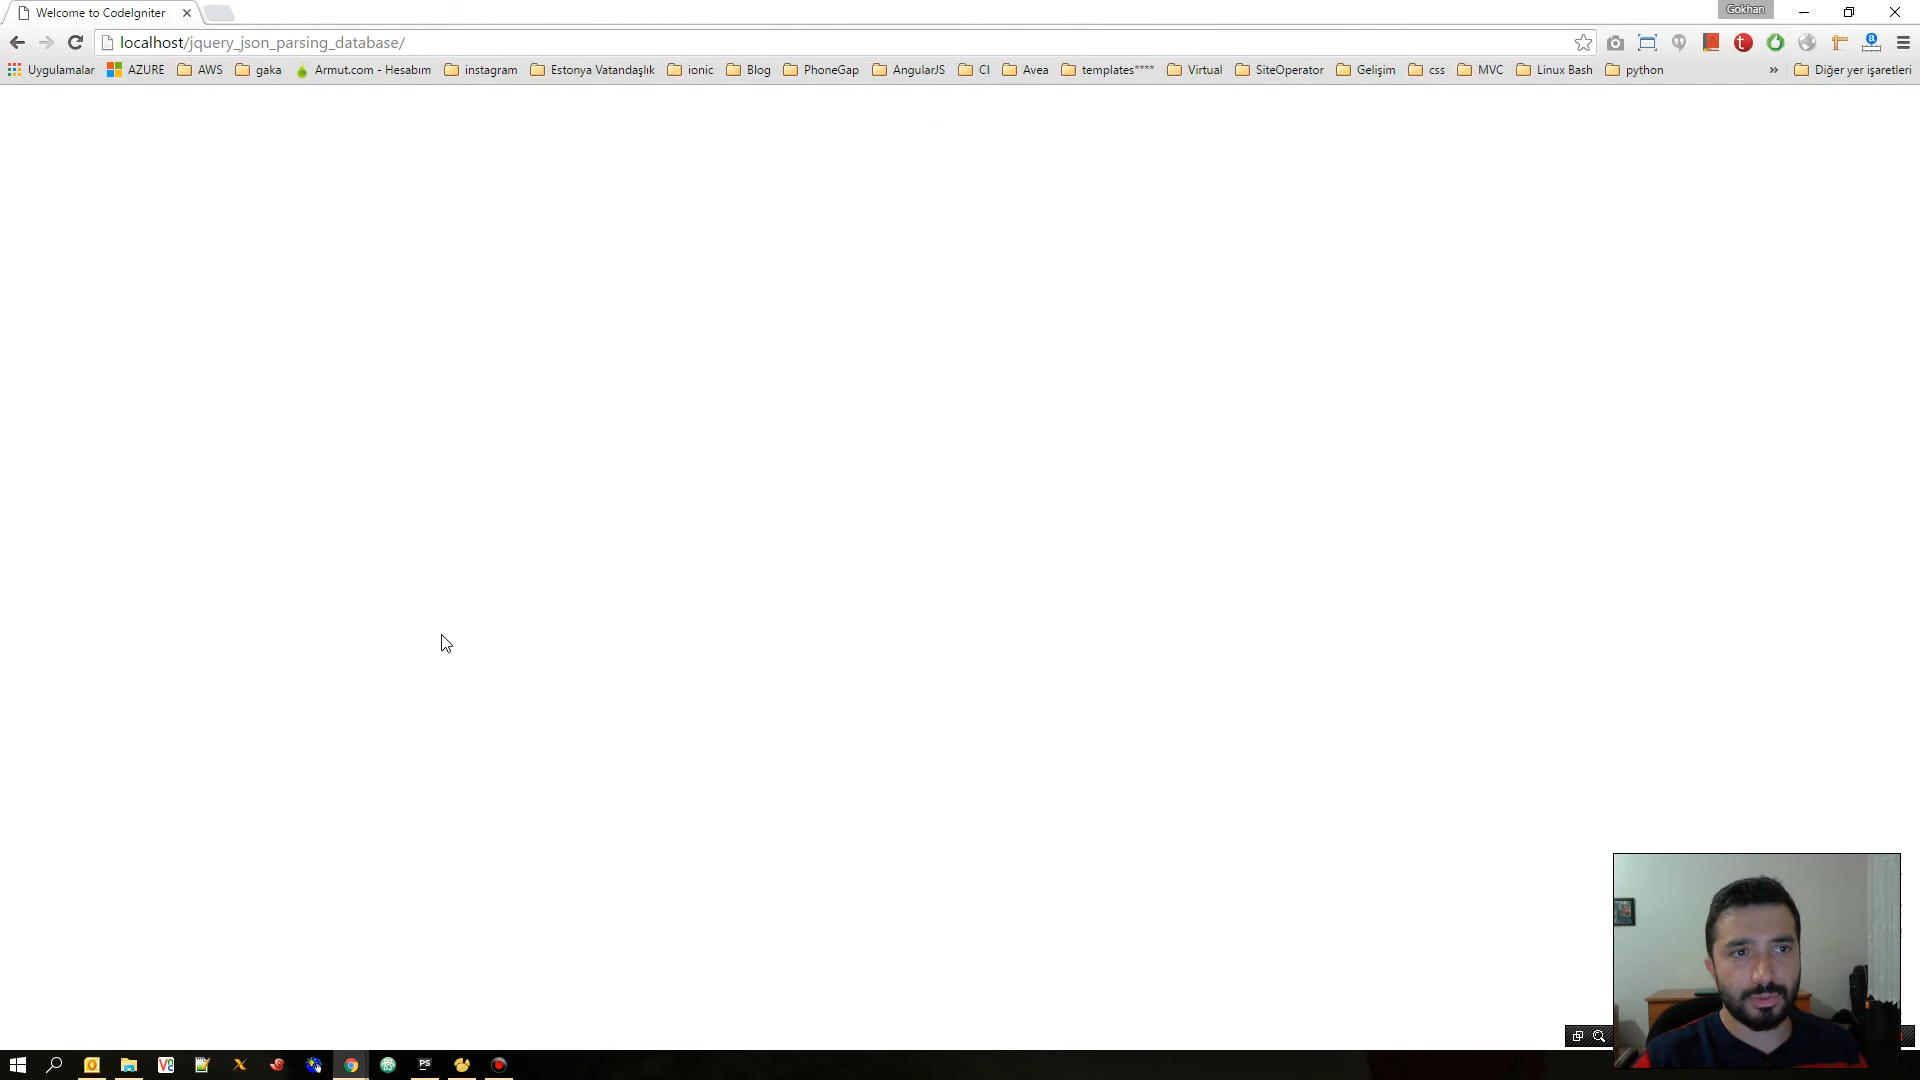 Welcome to CodeIgniter
Gökhan
localhost/jquery_json_parsing_database/
Uygulamalar AZURE AWS gaka Armut.com - Hesabım instagram Estonya Vatandaşlık ionic Blog PhoneGap AngularJS CI Avea templates**** Virtual SiteOperator Gelişim css MVC Linux Bash python » Diğer yer işaretleri